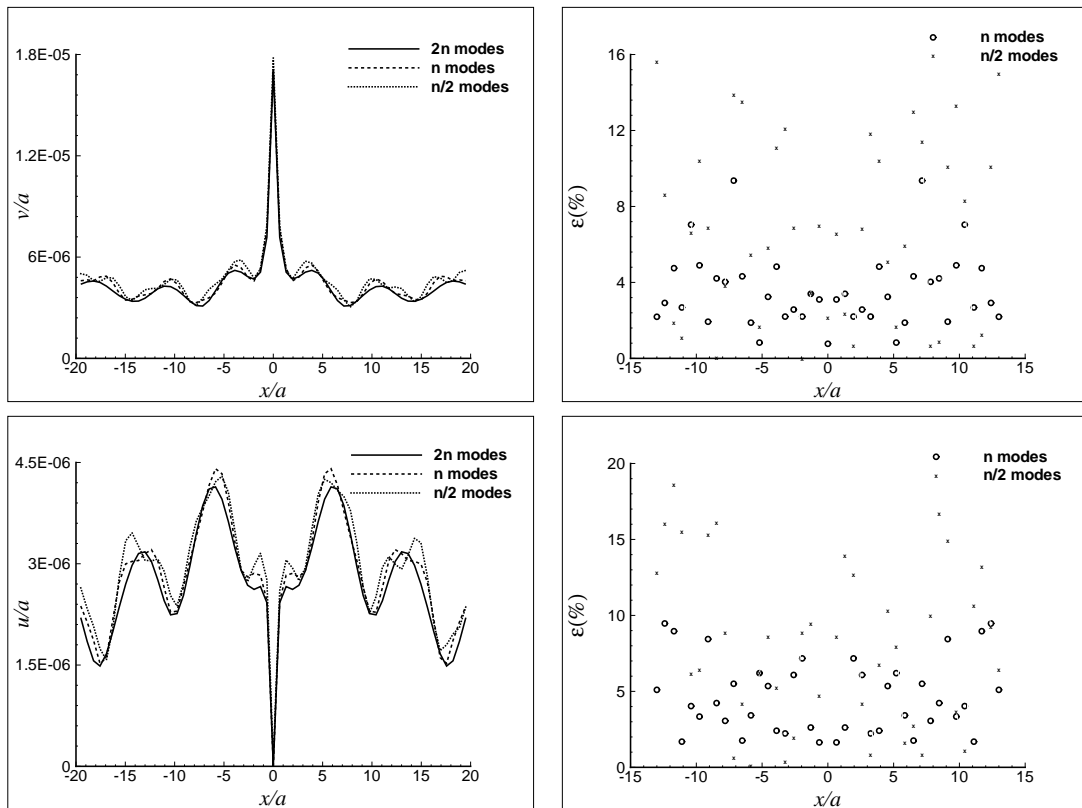 2n modes
n modes
n/2 modes
v/a
1.8E-05
1.2E-05
6E-06
0
-20 -15 -10 -5 0 5 10 15 20
x/a
n modes
n/2 modes
ε(%)
16
12
8
4
0
-15 -10 -5 0 5 10 15
x/a
2n modes
n modes
n/2 modes
u/a
4.5E-06
3E-06
1.5E-06
0
-20 -15 -10 -5 0 5 10 15 20
x/a
n modes
n/2 modes
ε(%)
20
15
10
5
0
-15 -10 -5 0 5 10 15
x/a